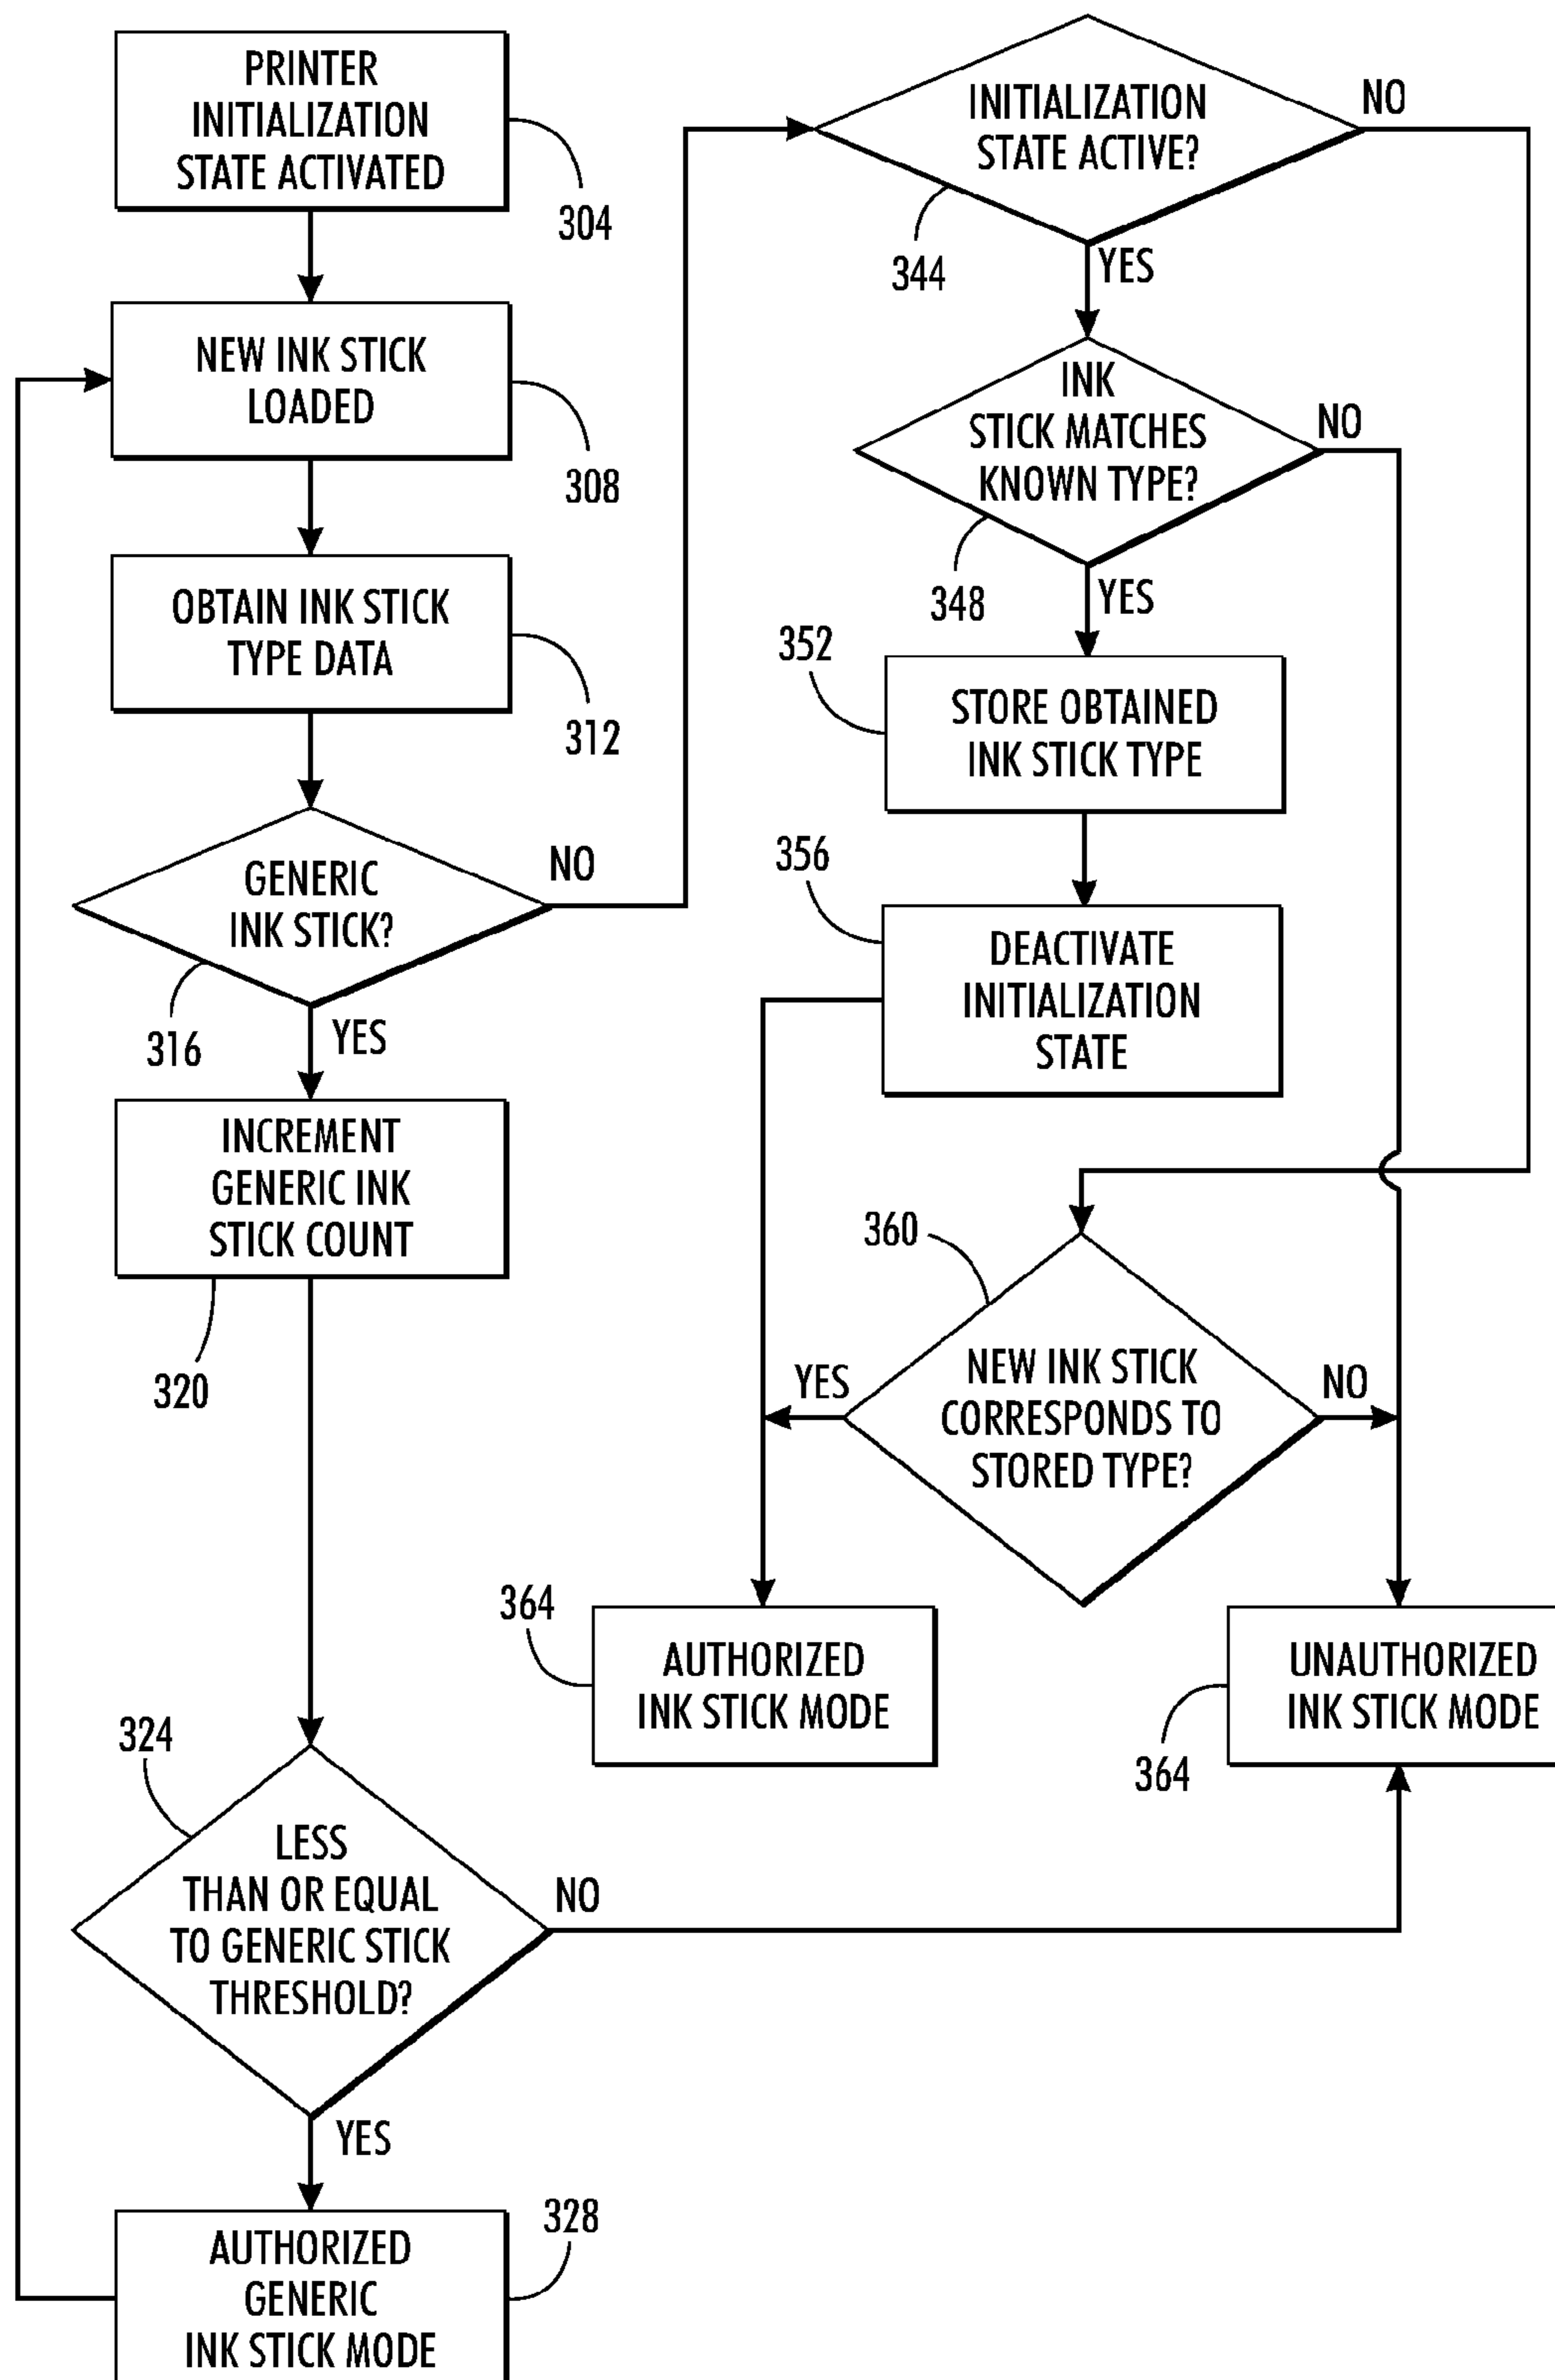 PRINTER
INITIALIZATION
STATE ACTIVATED
304
NEW INK STICK
LOADED
308
OBTAIN INK STICK
TYPE DATA
312
GENERIC
INK STICK?
NO
316
YES
INCREMENT
GENERIC INK
STICK COUNT
320
324
LESS
THAN OR EQUAL
TO GENERIC STICK
THRESHOLD?
NO
YES
328
AUTHORIZED
GENERIC
INK STICK MODE
INITIALIZATION
STATE ACTIVE?
NO
344
YES
INK
STICK MATCHES
KNOWN TYPE?
NO
348
YES
352
STORE OBTAINED
INK STICK TYPE
356
DEACTIVATE
INITIALIZATION
STATE
360
NEW INK STICK
CORRESPONDS TO
STORED TYPE?
YES
NO
364
AUTHORIZED
INK STICK MODE
UNAUTHORIZED
INK STICK MODE
364